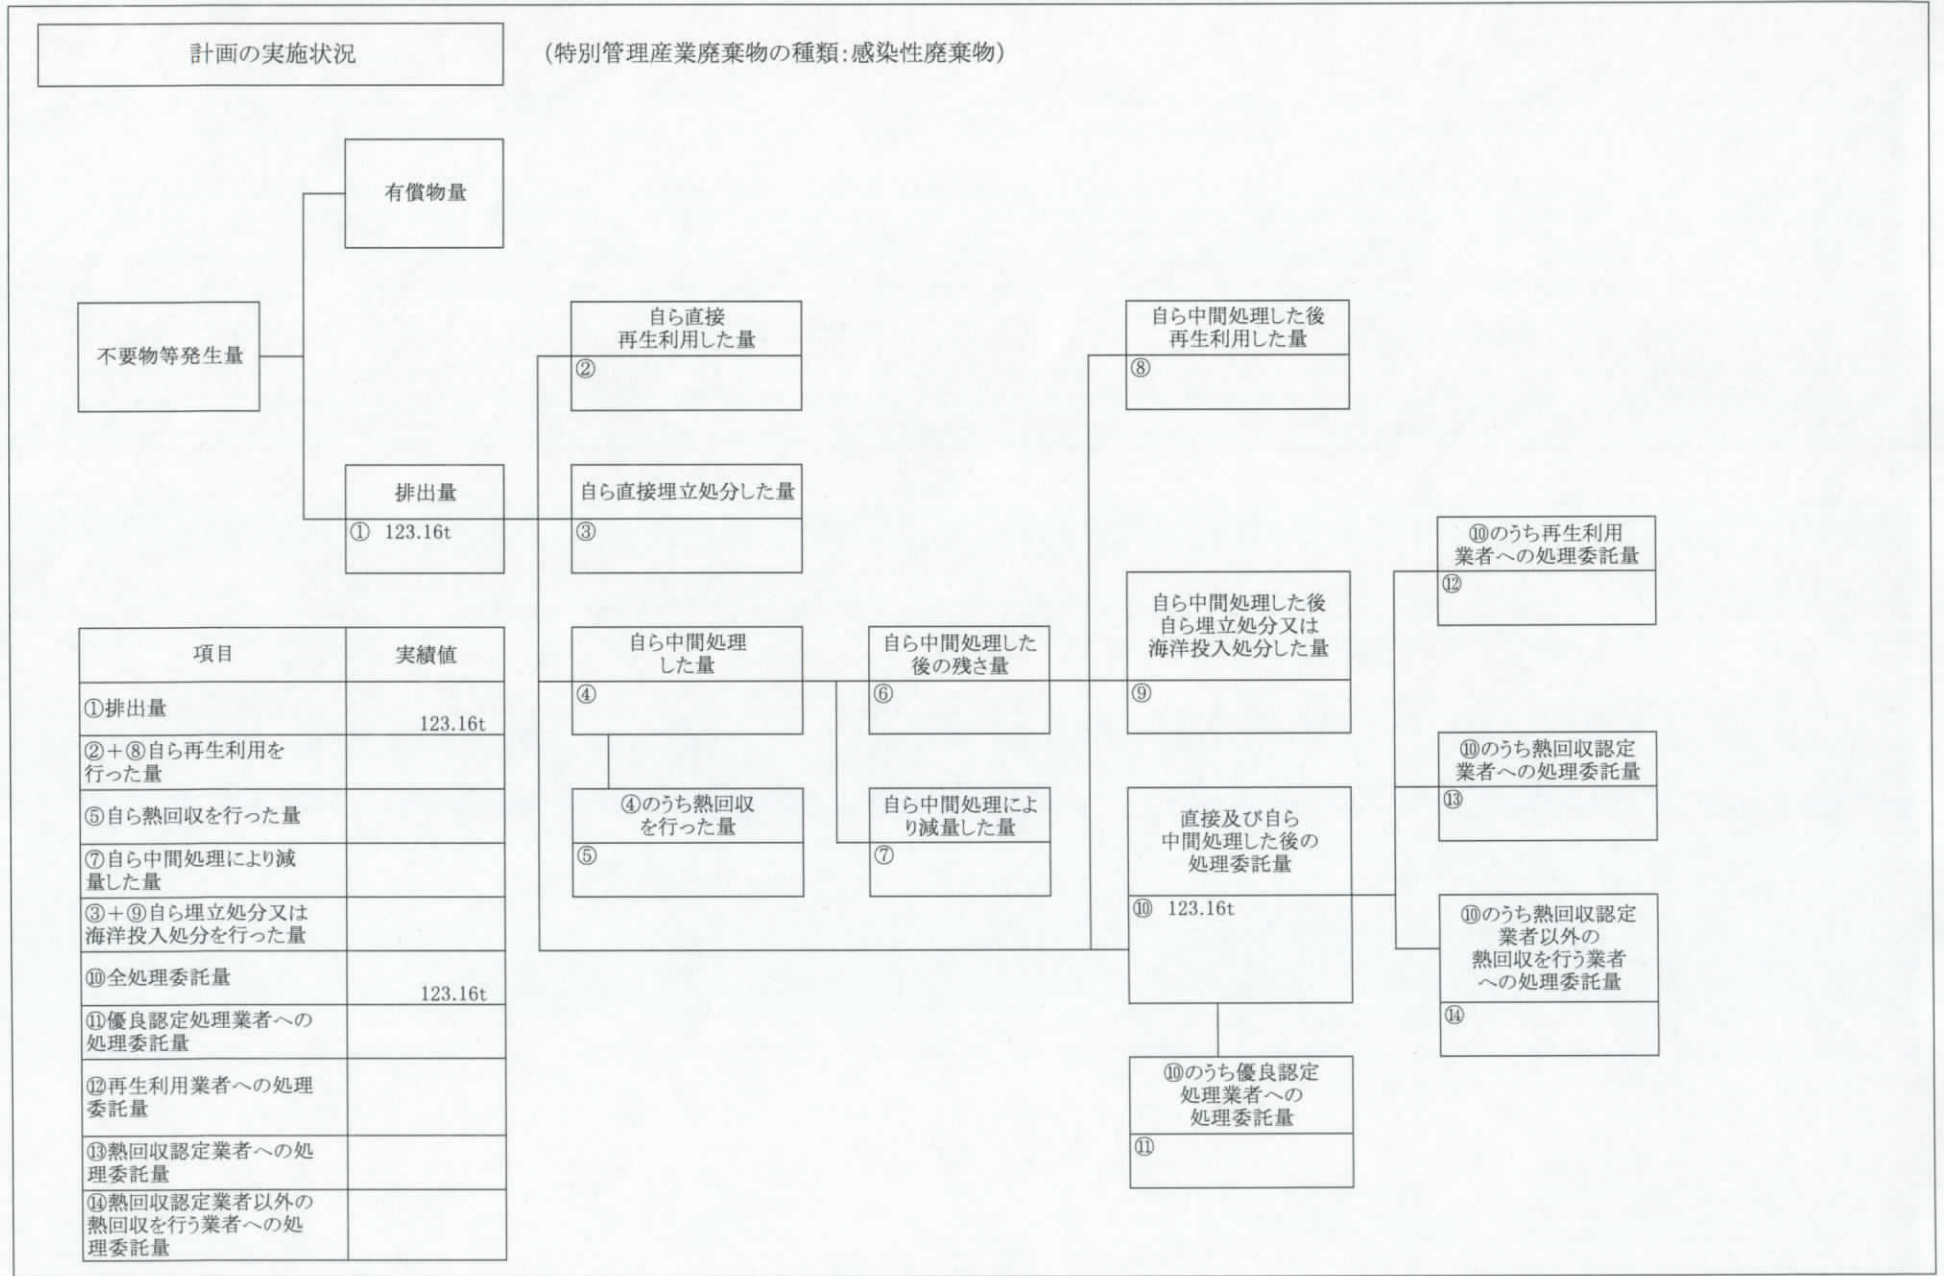 計画の実施状況
(特別管理産業廃棄物の種類:感染性廃棄物)
有償物量
不要物等発生量
排出量
① 123.16t
自ら直接
再生利用した量
②
自ら直接埋立処分した量
③
自ら中間処理
した量
④
④のうち熱回収
を行った量
⑤
自ら中間処理した
後の残さ量
⑥
自ら中間処理によ
り減量した量
⑦
自ら中間処理した後
再生利用した量
⑧
自ら中間処理した後
自ら埋立処分又は
海洋投入処分した量
⑨
直接及び自ら
中間処理した後の
処理委託量
⑩ 123.16t
⑩のうち優良認定
処理業者への
処理委託量
⑪
⑩のうち再生利用
業者への処理委託量
⑫
⑩のうち熱回収認定
業者への処理委託量
⑬
⑩のうち熱回収認定
業者以外の
熱回収を行う業者
への処理委託量
⑭
項目 実績値
①排出量 123.16t
②+⑧自ら再生利用を
行った量
⑤自ら熱回収を行った量
⑦自ら中間処理により減
量した量
③+⑨自ら埋立処分又は
海洋投入処分を行った量
⑩全処理委託量 123.16t
⑪優良認定処理業者への
処理委託量
⑫再生利用業者への処理
委託量
⑬熱回収認定業者への処
理委託量
⑭熱回収認定業者以外の
熱回収を行う業者への処
理委託量